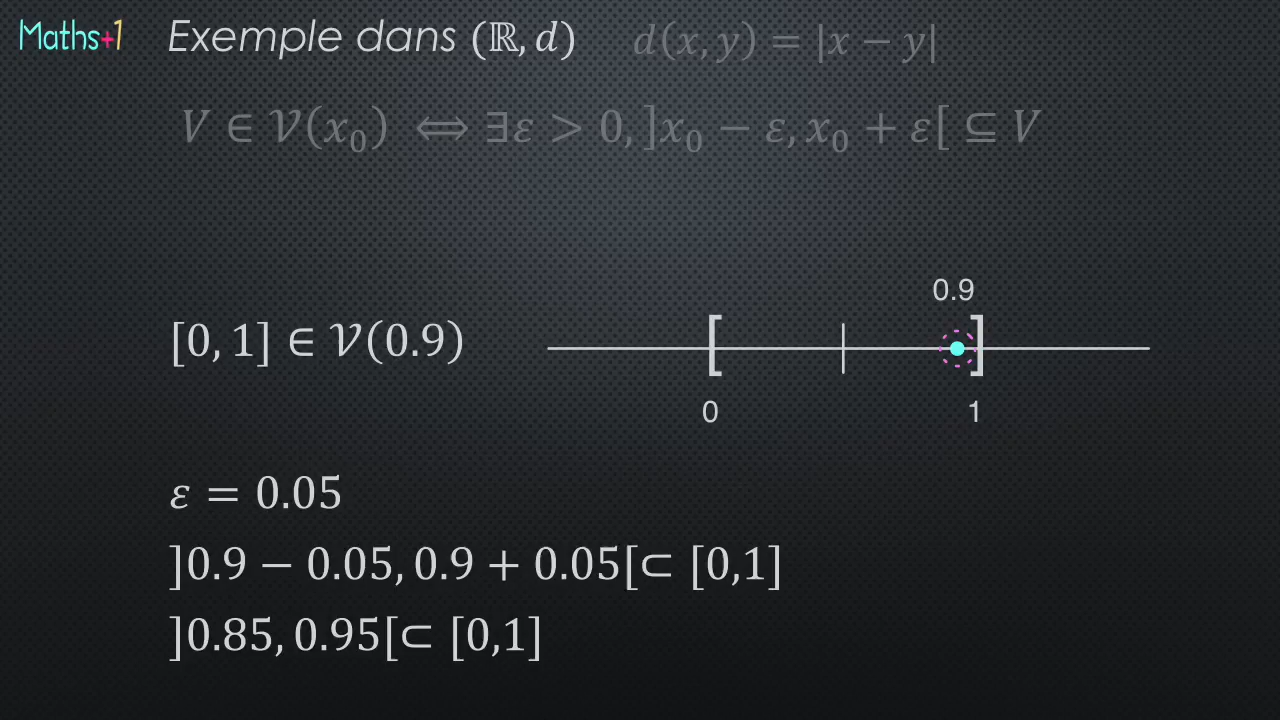 Maths+1
Exemple dans (ℝ, d) d(x, y) = |x − y|
V ∈ 𝒱(x₀) ⟺ ∃ε > 0, ]x₀ − ε, x₀ + ε[ ⊆ V
0.9
[0, 1] ∈ 𝒱(0.9)
[ ]
0 1
ε = 0.05
]0.9 − 0.05, 0.9 + 0.05[⊂ [0,1]
]0.85, 0.95[⊂ [0,1]